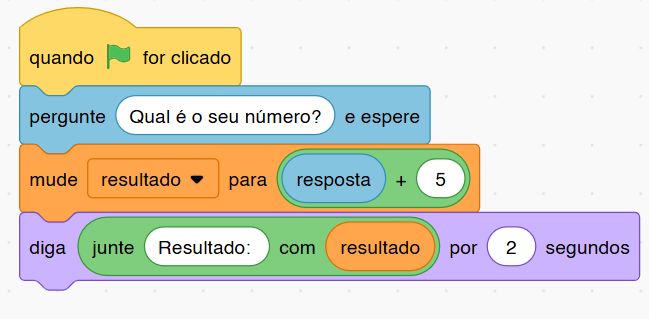 quando for clicado
pergunte Qual é o seu número? e espere
mude resultado para resposta + 5
diga junte Resultado: com resultado por 2 segundos